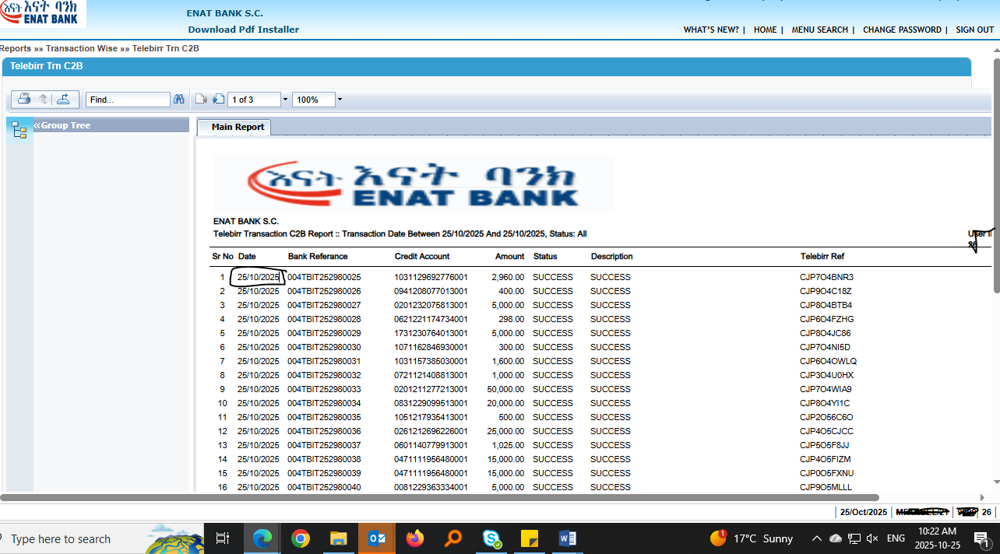 እናት ባንክ
ENAT BANK
ENAT BANK S.C.
Download Pdf Installer
WHAT'S NEW? | HOME | MENU SEARCH | CHANGE PASSWORD | SIGN OUT
Reports »» Transaction Wise »» Telebirr Trn C2B
Telebirr Trn C2B
Find... 1 of 3 100%
«Group Tree
Main Report
እናት እናት ባንክ
ENAT BANK
ENAT BANK S.C.
Telebirr Transaction C2B Report :: Transaction Date Between 25/10/2025 And 25/10/2025, Status: All
Sr No Date Bank Referance Credit Account Amount Status Description Telebirr Ref
1 25/10/2025 004TBIT252980025 1031129692776001 2,960.00 SUCCESS SUCCESS CJP7O4BNR3
2 25/10/2025 004TBIT252980026 0941208077013001 400.00 SUCCESS SUCCESS CJP9O4C18Z
3 25/10/2025 004TBIT252980027 0201232075813001 5,000.00 SUCCESS SUCCESS CJP8O4BTB4
4 25/10/2025 004TBIT252980028 0621221174734001 298.00 SUCCESS SUCCESS CJP6O4FZHG
5 25/10/2025 004TBIT252980029 1731230764013001 5,000.00 SUCCESS SUCCESS CJP8O4JC86
6 25/10/2025 004TBIT252980030 1071162846930001 300.00 SUCCESS SUCCESS CJP7O4NI5D
7 25/10/2025 004TBIT252980031 1031157385030001 1,600.00 SUCCESS SUCCESS CJP6O4OWLQ
8 25/10/2025 004TBIT252980032 0721121408813001 1,000.00 SUCCESS SUCCESS CJP3O4U0HX
9 25/10/2025 004TBIT252980033 0201211277213001 50,000.00 SUCCESS SUCCESS CJP7O4WIA9
10 25/10/2025 004TBIT252980034 0831229099513001 20,000.00 SUCCESS SUCCESS CJP8O4YI1C
11 25/10/2025 004TBIT252980035 1051217935413001 500.00 SUCCESS SUCCESS CJP2O56C6O
12 25/10/2025 004TBIT252980036 0261212696226001 25,000.00 SUCCESS SUCCESS CJP4O5CJCC
13 25/10/2025 004TBIT252980037 0601140779913001 1,025.00 SUCCESS SUCCESS CJP5O5F8JJ
14 25/10/2025 004TBIT252980038 0471111956480001 15,000.00 SUCCESS SUCCESS CJP4O5FIZM
15 25/10/2025 004TBIT252980039 0471111956480001 15,000.00 SUCCESS SUCCESS CJP0O5FXNU
16 25/10/2025 004TBIT252980040 0081229363334001 5,000.00 SUCCESS SUCCESS CJP9O5MLLL
25/Oct/2025 26
Type here to search 17°C Sunny ENG 10:22 AM
2025-10-25